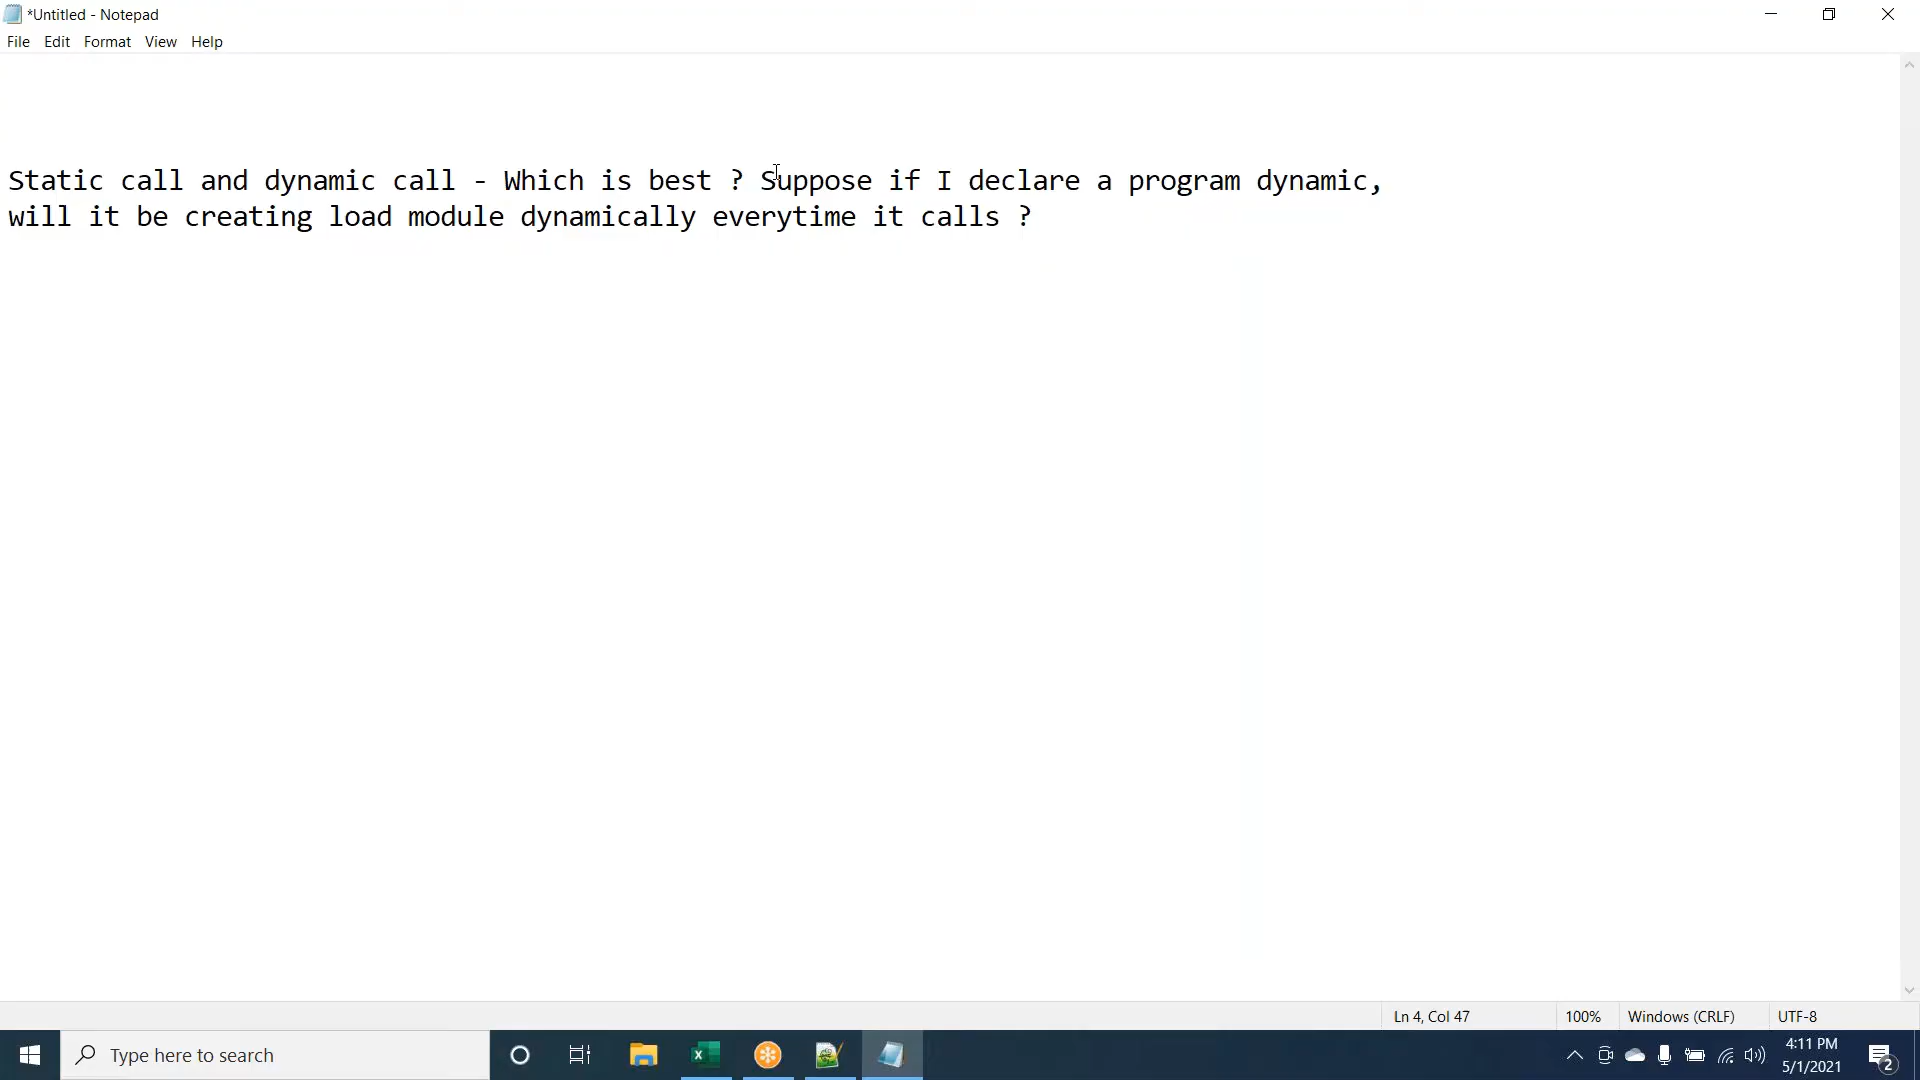 *Untitled - Notepad
File Edit Format View Help
Static call and dynamic call - Which is best ? Suppose if I declare a program dynamic,
will it be creating load module dynamically everytime it calls ?
Ln 4, Col 47 100% Windows (CRLF) UTF-8
Type here to search
4:11 PM
5/1/2021
2